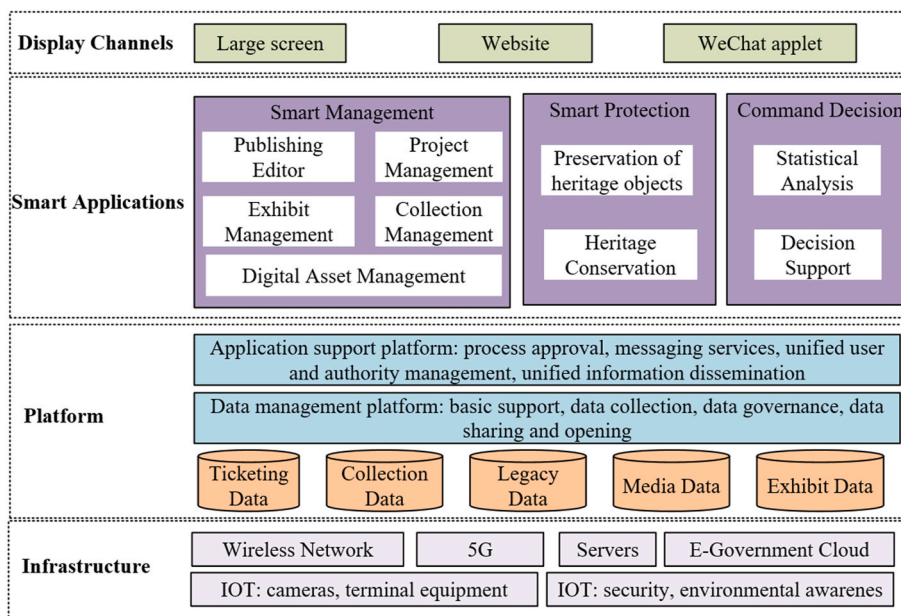 Display Channels
Large screen
Website
WeChat applet
Smart Applications
Smart Management
Publishing
Editor
Project
Management
Exhibit
Management
Collection
Management
Digital Asset Management
Smart Protection
Preservation of
heritage objects
Heritage
Conservation
Command Decision
Statistical
Analysis
Decision
Support
Platform
Application support platform: process approval, messaging services, unified user
and authority management, unified information dissemination
Data management platform: basic support, data collection, data governance, data
sharing and opening
Ticketing
Data
Collection
Data
Legacy
Data
Media Data
Exhibit Data
Infrastructure
Wireless Network
5G
Servers
E-Government Cloud
IOT: cameras, terminal equipment
IOT: security, environmental awarenes